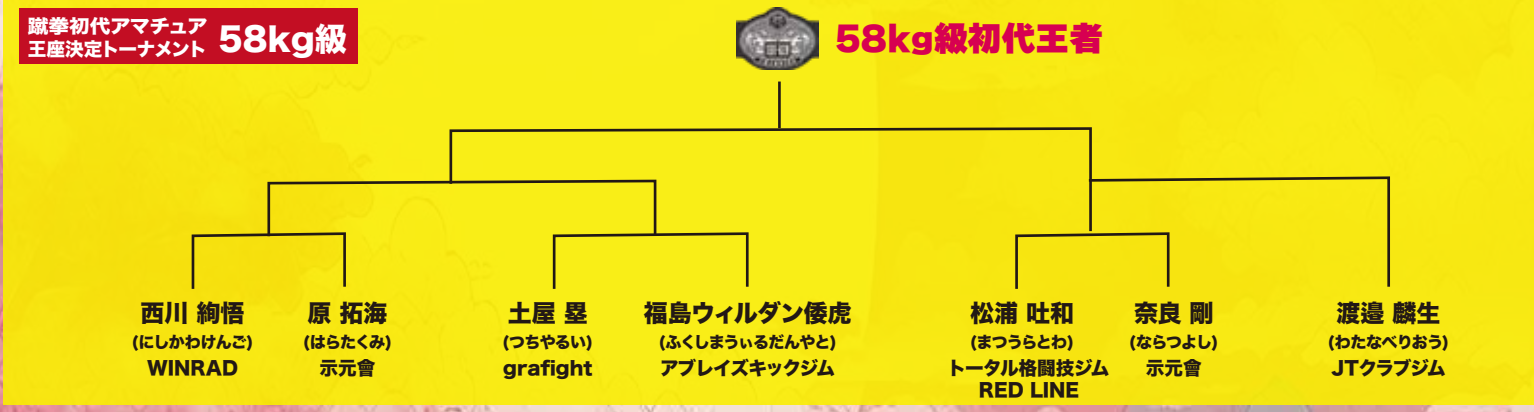 蹴拳初代アマチュア
王座決定トーナメント 58kg級
58kg級初代王者
西川 絢悟
(にしかわけんご)
WINRAD
原 拓海
(はらたくみ)
示元會
土屋 塁
(つちやるい)
grafight
福島ウィルダン倭虎
(ふくしまうぃるだんやと)
アブレイズキックジム
松浦 吐和
(まつうらとわ)
トータル格闘技ジム
RED LINE
奈良 剛
(ならつよし)
示元會
渡邉 麟生
(わたなべりおう)
JTクラブジム